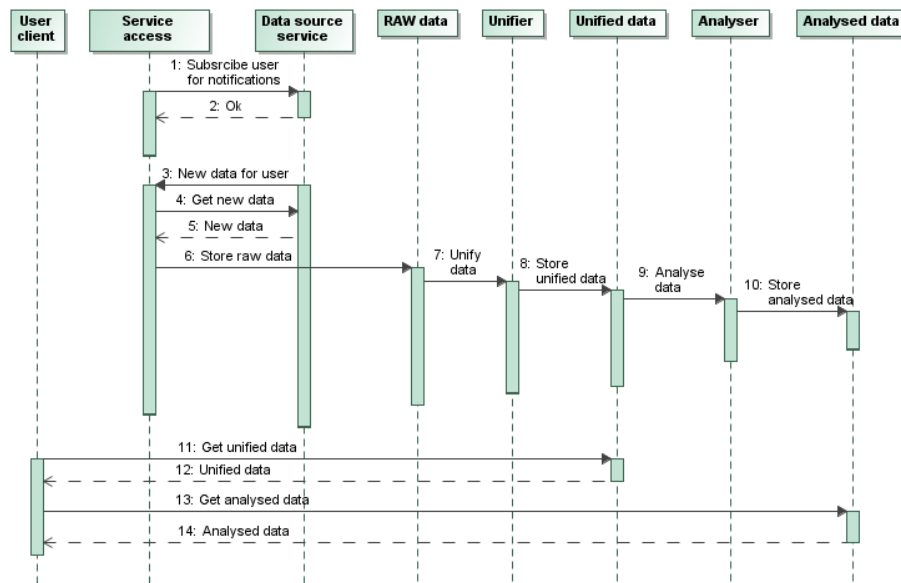 User
client
Service
access
Data source
service
RAW data
Unifier
Unified data
Analyser
Analysed data
1: Subsrcibe user
for notifications
2: Ok
3: New data for user
4: Get new data
5: New data
6: Store raw data
7: Unify
data
8: Store
unified data
9: Analyse
data
10: Store
analysed data
11: Get unified data
12: Unified data
13: Get analysed data
14: Analysed data